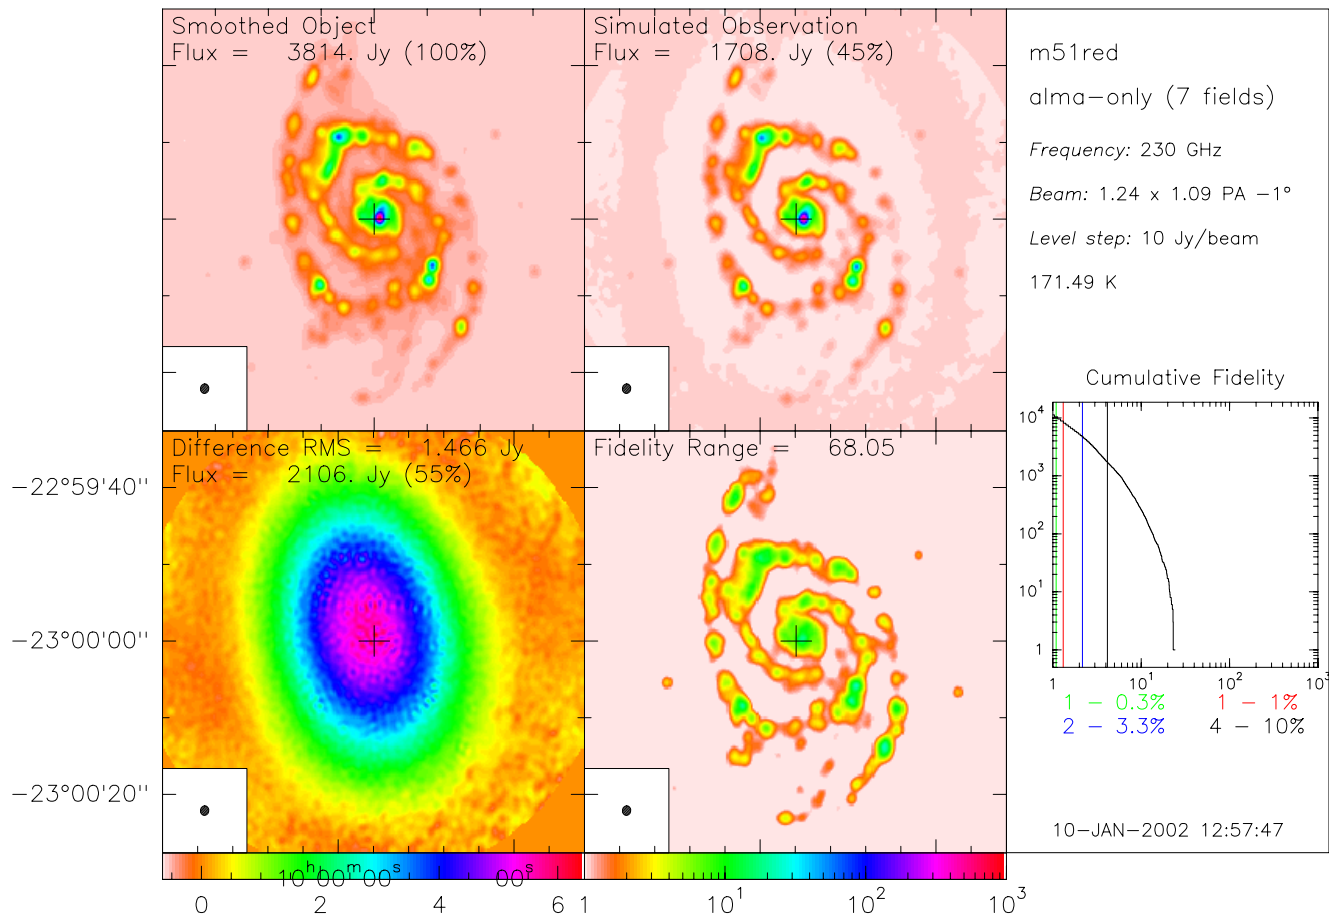 Smoothed Object
Flux = 3814. Jy (100%)
Simulated Observation
Flux = 1708. Jy (45%)
m51red
alma-only (7 fields)
Frequency: 230 GHz
Beam: 1.24 x 1.09 PA -1°
Level step: 10 Jy/beam
171.49 K
Difference RMS = 1.466 Jy
Flux = 2106. Jy (55%)
Fidelity Range = 68.05
-22°59'40''
-23°00'00''
-23°00'20''
10h00m00s
00s
0 2 4 6
1 10^1 10^2 10^3
Cumulative Fidelity
10^4
10^3
10^2
10^1
1
1 10^1 10^2 10^3
1 - 0.3% 1 - 1%
2 - 3.3% 4 - 10%
10-JAN-2002 12:57:47